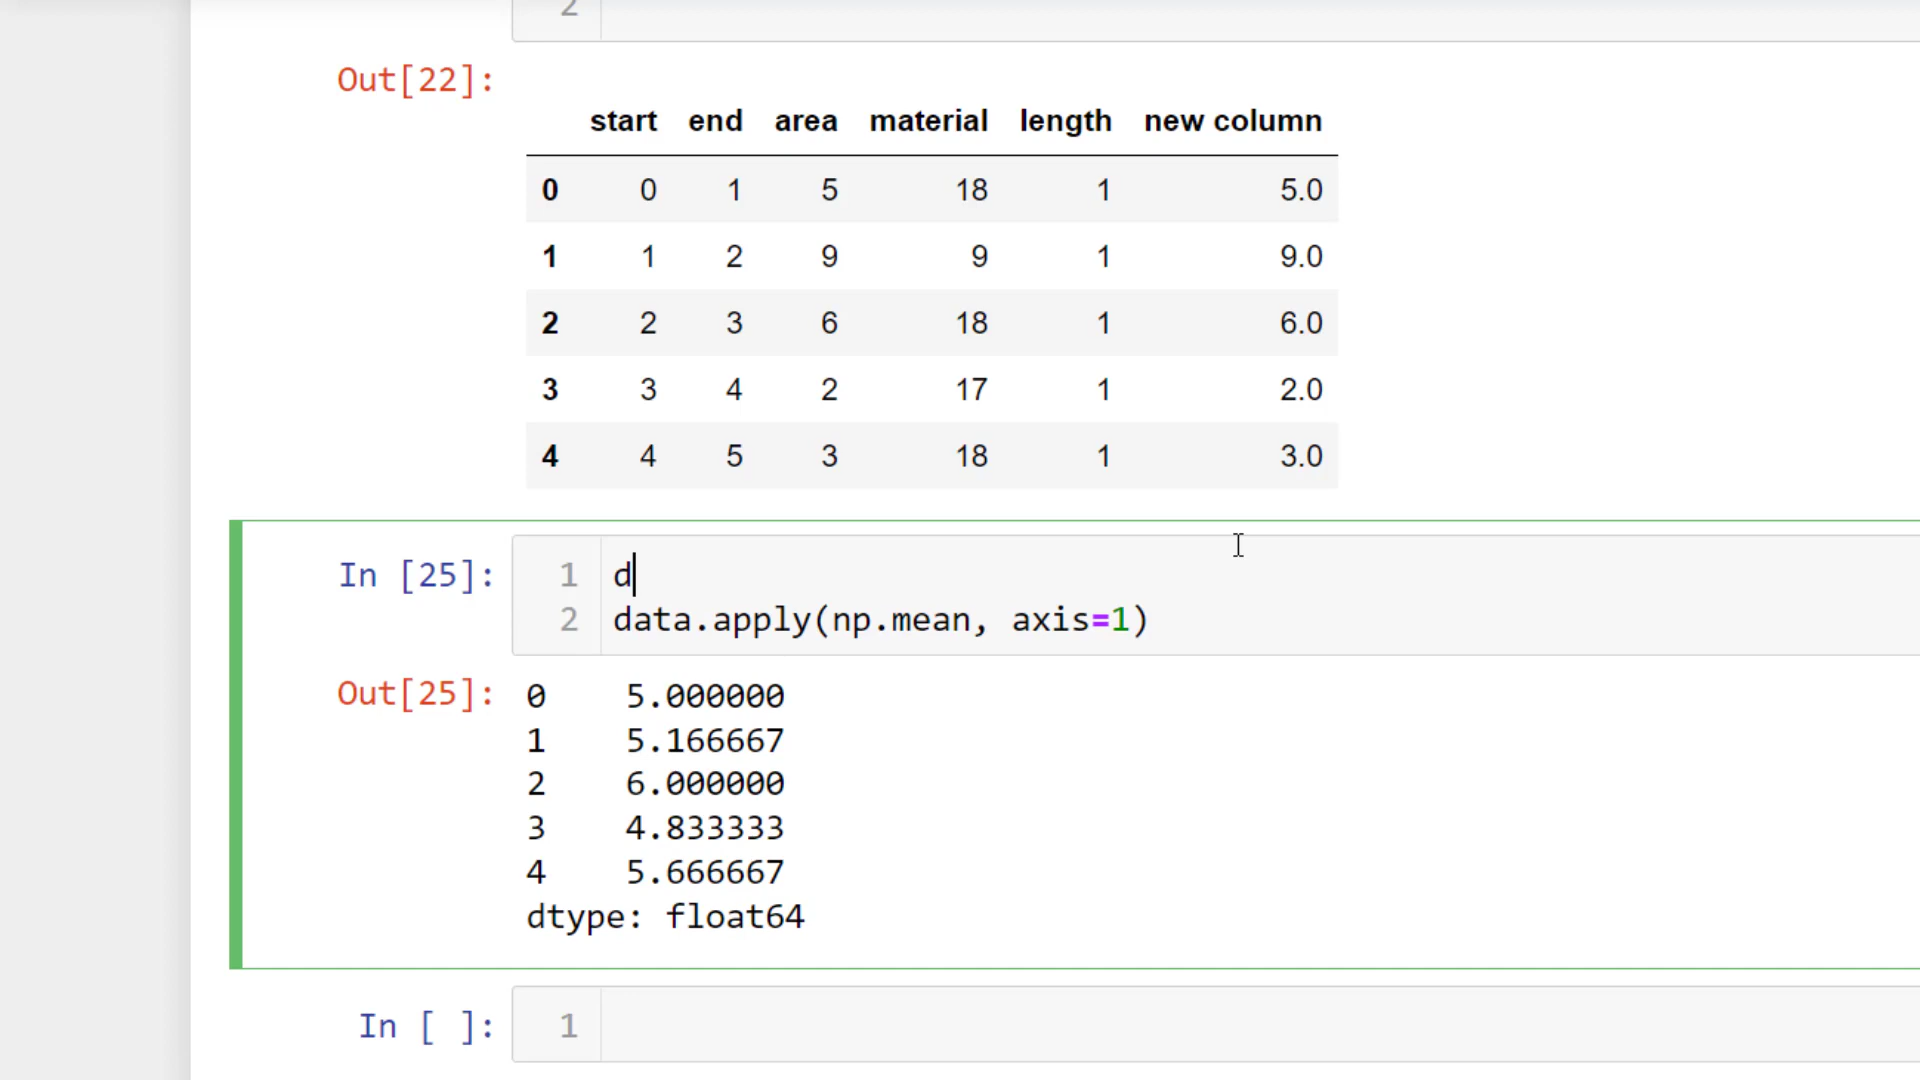 2
Out[22]:
start end area material length new column
0 0 1 5 18 1 5.0
1 1 2 9 9 1 9.0
2 2 3 6 18 1 6.0
3 3 4 2 17 1 2.0
4 4 5 3 18 1 3.0
In [25]: 1 d
2 data.apply(np.mean, axis=1)
Out[25]: 0 5.000000
1 5.166667
2 6.000000
3 4.833333
4 5.666667
dtype: float64
In [ ]: 1